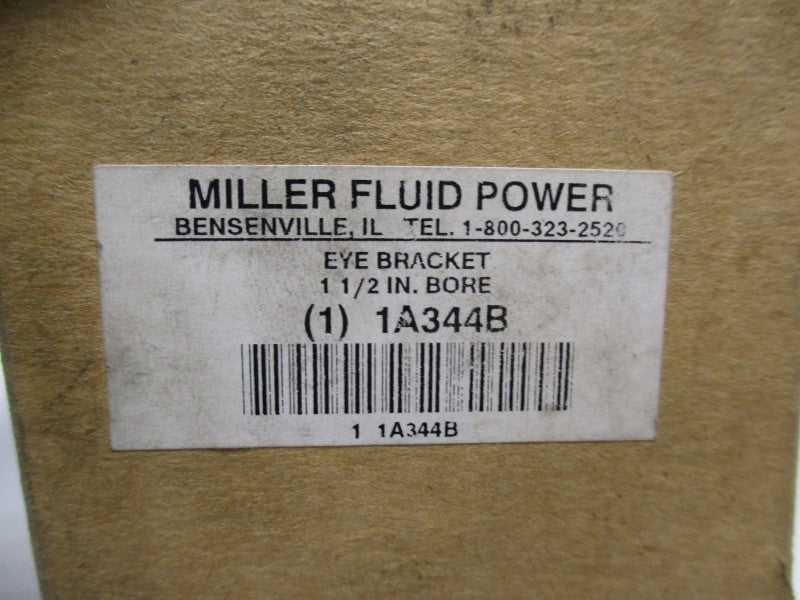 MILLER FLUID POWER
BENSENVILLE, IL TEL. 1-800-323-2520
EYE BRACKET
1 1/2 IN. BORE
(1) 1A344B
1 1A344B